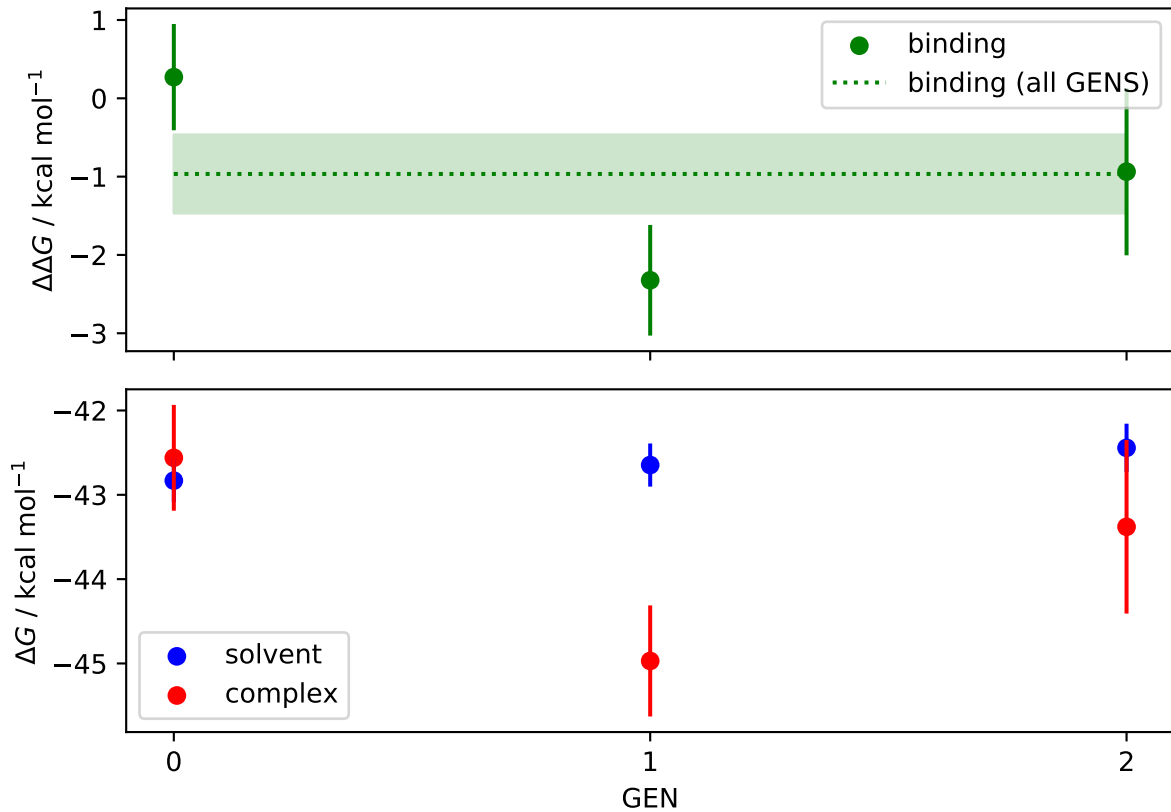 1
0
−1
−2
−3
ΔΔG / kcal mol⁻¹
binding
binding (all GENS)
−42
−43
−44
−45
ΔG / kcal mol⁻¹
solvent
complex
0 1 2
GEN